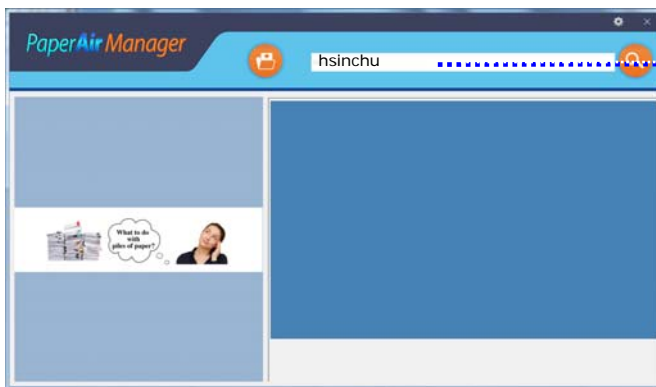 PaperAir Manager
hsinchu
What to do
with
piles of paper?